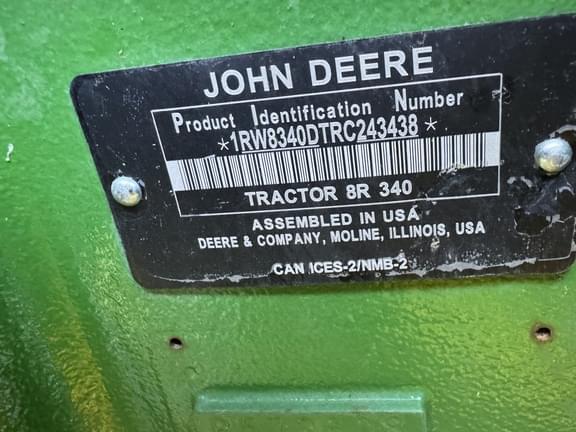 JOHN DEERE
Product Identification Number
*1RW8340DTRC243438*
TRACTOR 8R 340
ASSEMBLED IN USA
DEERE & COMPANY, MOLINE, ILLINOIS, USA
CAN ICES-2/NMB-2